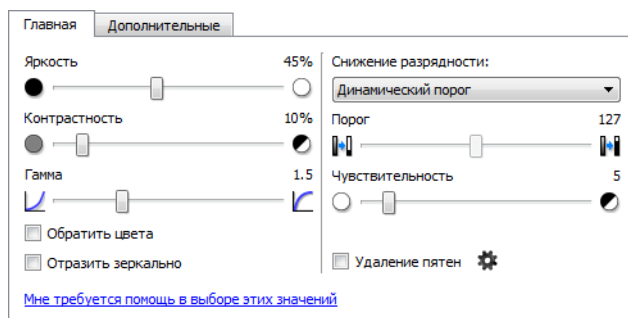 Главная Дополнительные
Яркость 45%
Контрастность 10%
Гамма 1.5
Обратить цвета
Отразить зеркально
Снижение разрядности:
Динамический порог
Порог 127
Чувствительность 5
Удаление пятен
Мне требуется помощь в выборе этих значений